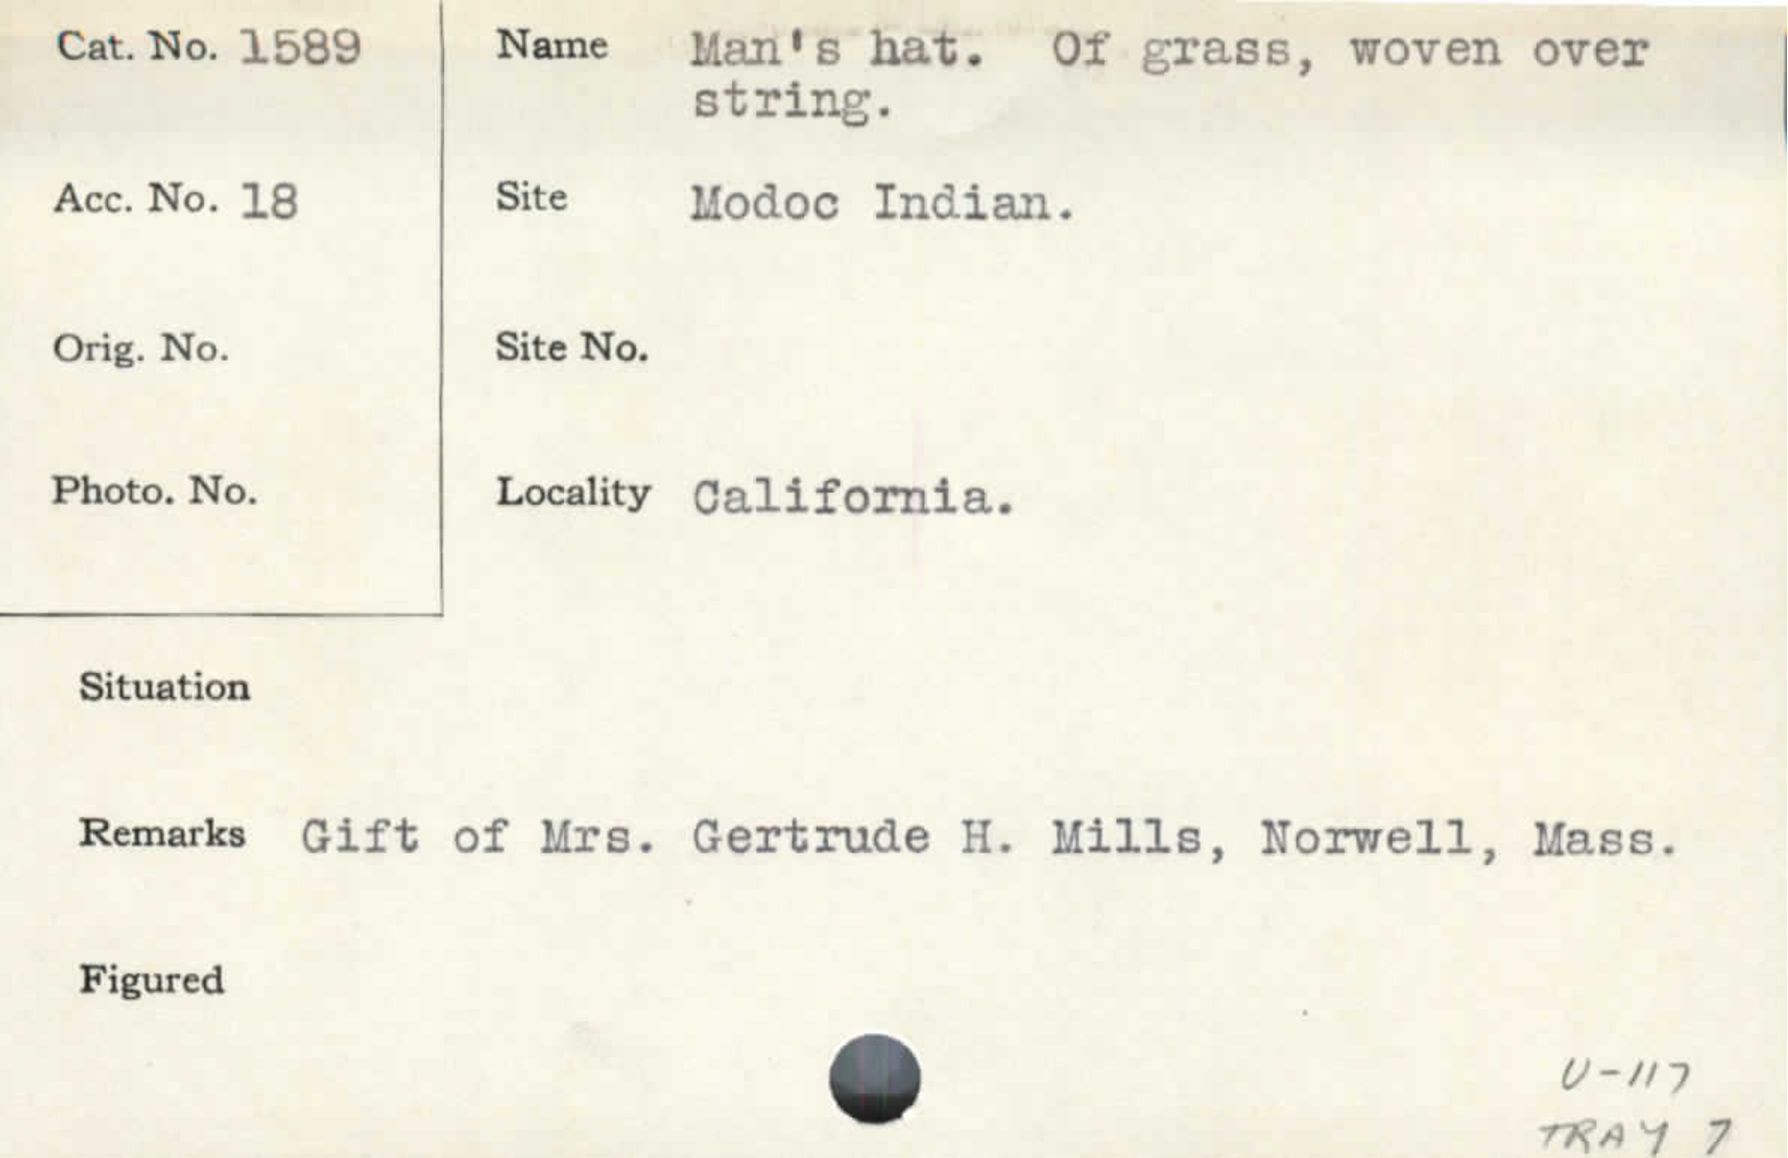 Cat. No. 1589
Name Man's hat. Of grass, woven over
string.
Acc. No. 18
Site Modoc Indian.
Orig. No.
Site No.
Photo. No.
Locality California.
Situation
Remarks Gift of Mrs. Gertrude H. Mills, Norwell, Mass.
Figured
U-117
TRAY 7